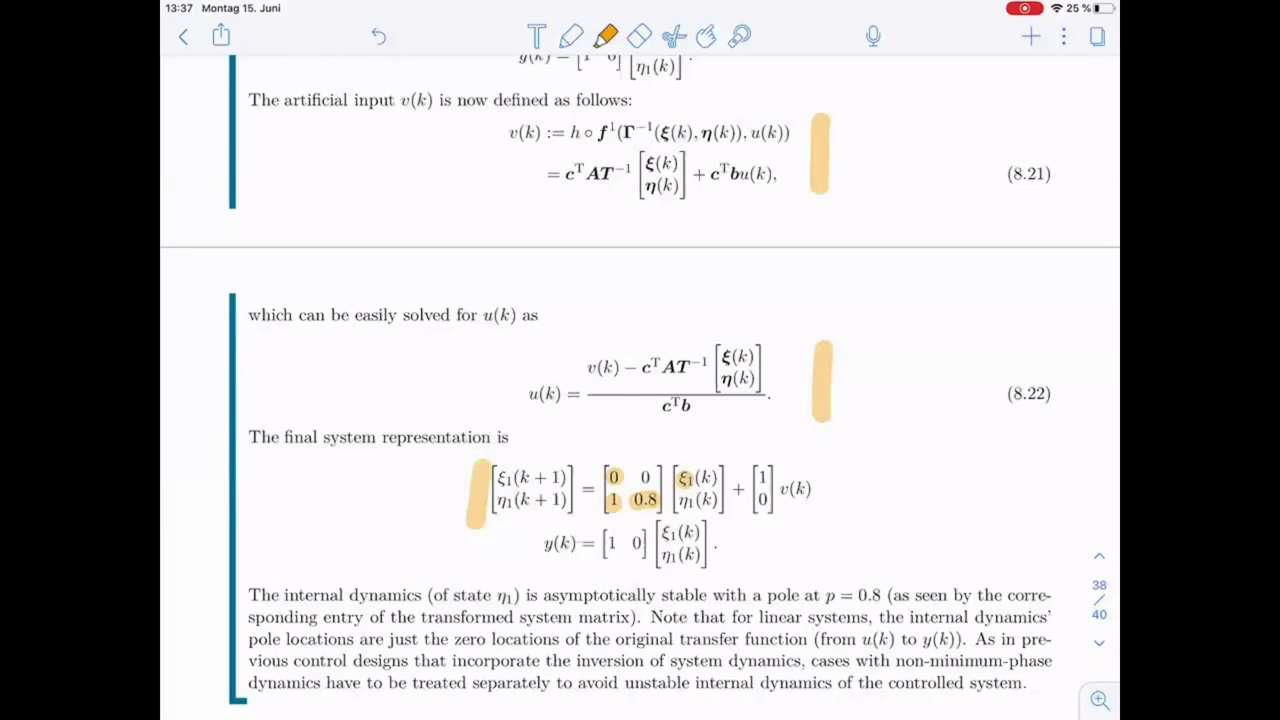 13:37 Montag 15. Juni 25 %
y(k) = [1 0] [η₁(k)] .
The artificial input v(k) is now defined as follows:
v(k) := h ∘ f¹(Γ⁻¹(ξ(k), η(k)), u(k))
= cᵀAT⁻¹ [ξ(k) η(k)] + cᵀbu(k), (8.21)
which can be easily solved for u(k) as
u(k) = (v(k) − cᵀAT⁻¹ [ξ(k) η(k)]) / cᵀb. (8.22)
The final system representation is
[ξ₁(k + 1) η₁(k + 1)] = [0 0 1 0.8] [ξ₁(k) η₁(k)] + [1 0] v(k)
y(k) = [1 0] [ξ₁(k) η₁(k)] .
38
/
40
The internal dynamics (of state η₁) is asymptotically stable with a pole at p = 0.8 (as seen by the corre-
sponding entry of the transformed system matrix). Note that for linear systems, the internal dynamics'
pole locations are just the zero locations of the original transfer function (from u(k) to y(k)). As in pre-
vious control designs that incorporate the inversion of system dynamics, cases with non-minimum-phase
dynamics have to be treated separately to avoid unstable internal dynamics of the controlled system.